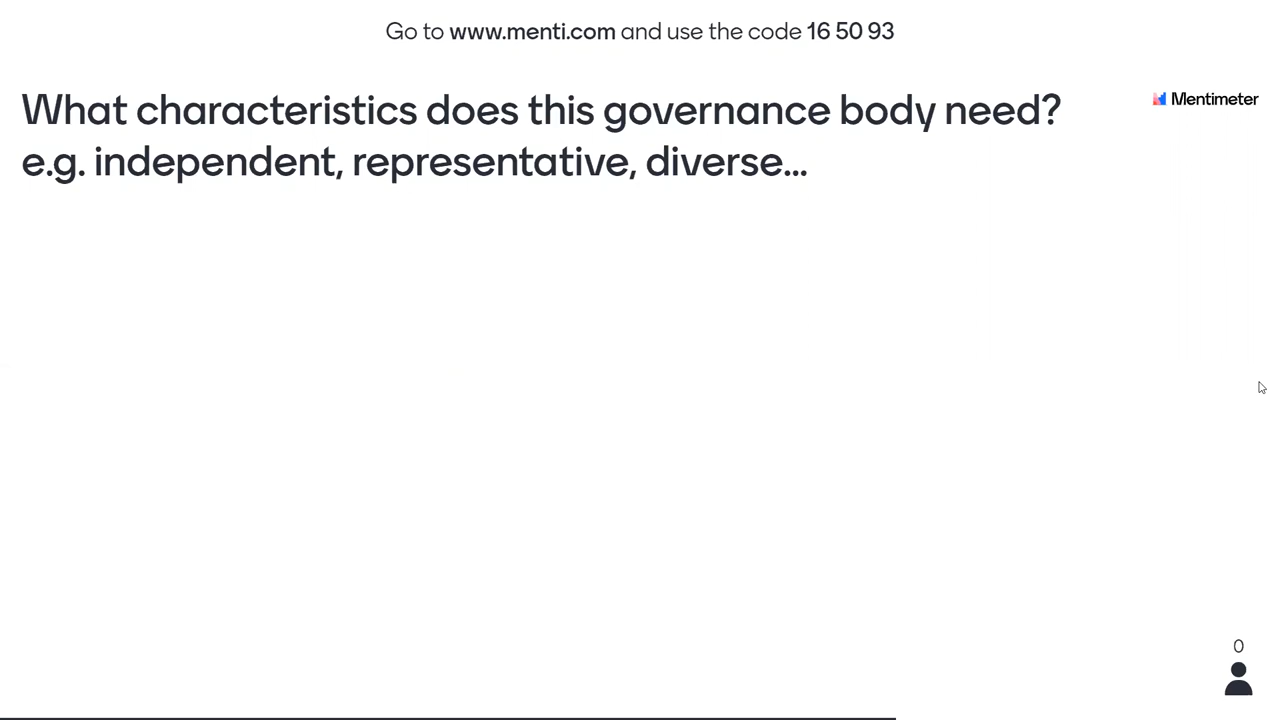 Go to www.menti.com and use the code 16 50 93
What characteristics does this governance body need?
Mentimeter
e.g. independent, representative, diverse...
0